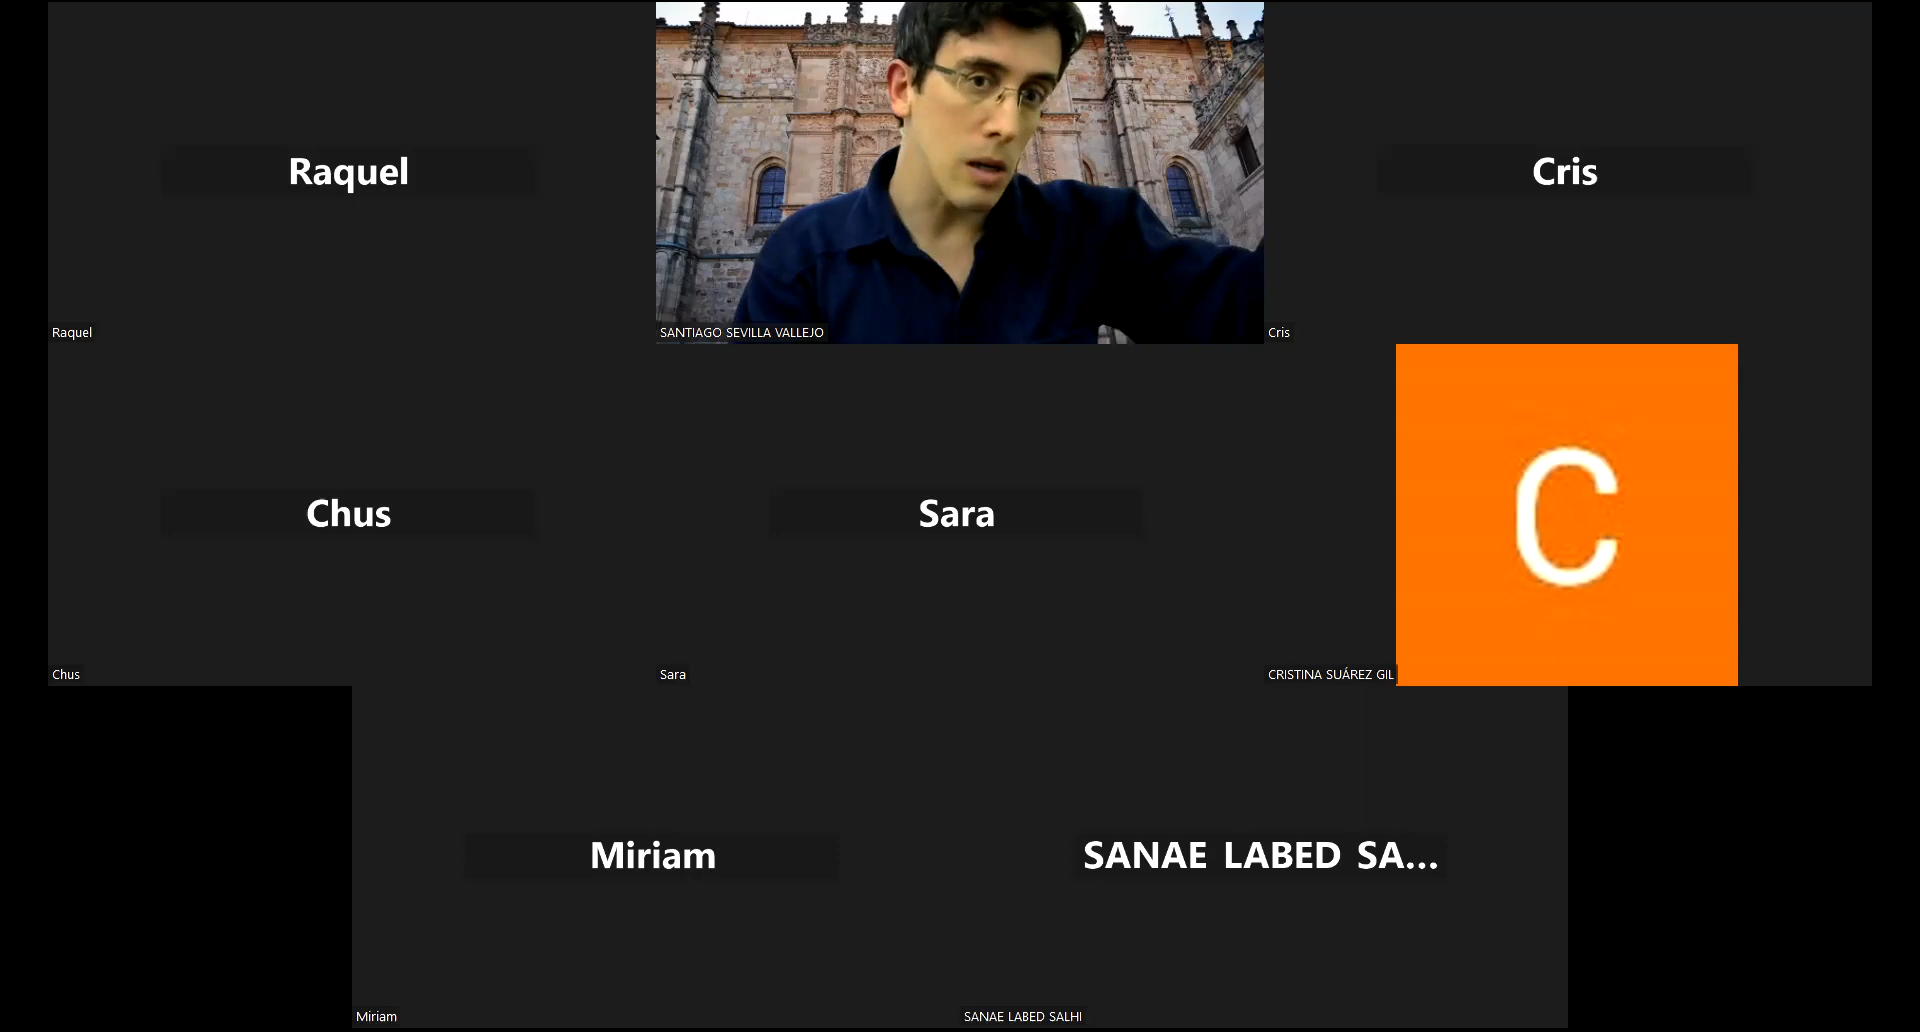 Raquel
Raquel
SANTIAGO SEVILLA VALLEJO
Cris
Cris
Chus
Chus
Sara
Sara
C
CRISTINA SUÁREZ GIL
Miriam
Miriam
SANAE LABED SA...
SANAE LABED SALHI